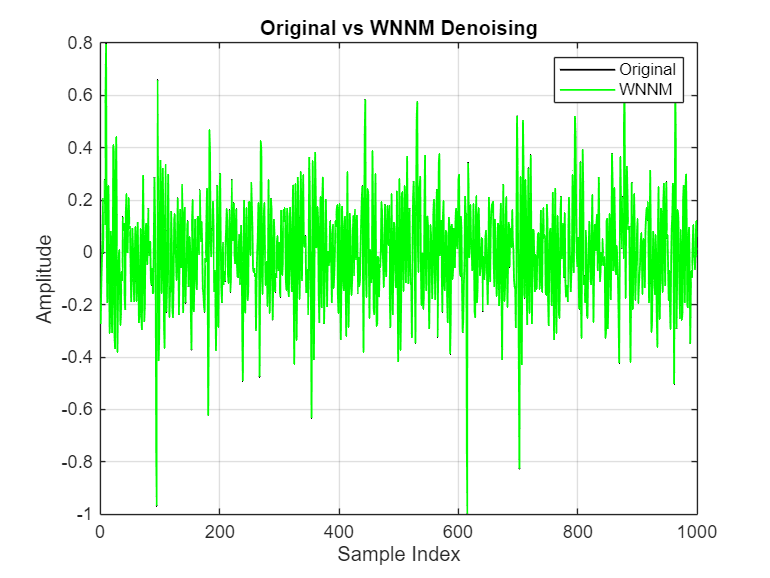 Original vs WNNM Denoising
Original
WNNM
0.8
0.6
0.4
0.2
0
-0.2
-0.4
-0.6
-0.8
-1
Amplitude
0 200 400 600 800 1000
Sample Index